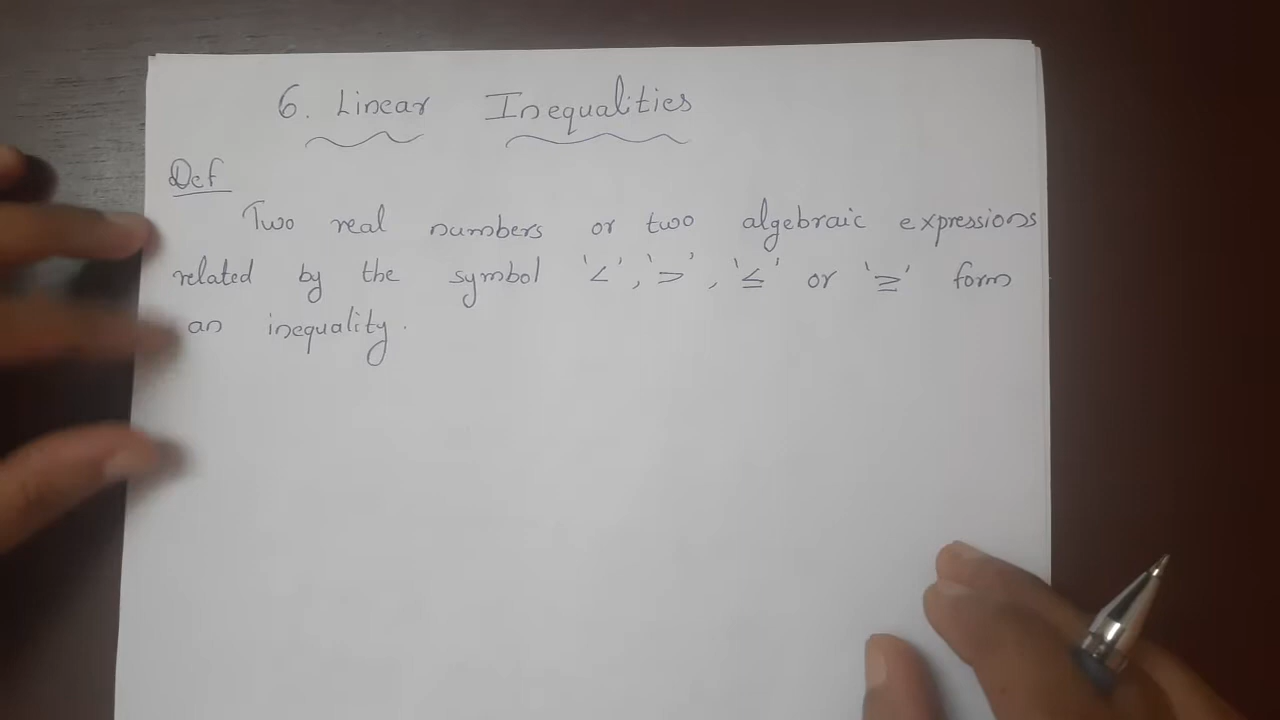 6. Linear Inequalities
Def
Two real numbers or two algebraic expressions
related by the symbol '<', '>', '≤' or '≥' form
an inequality.